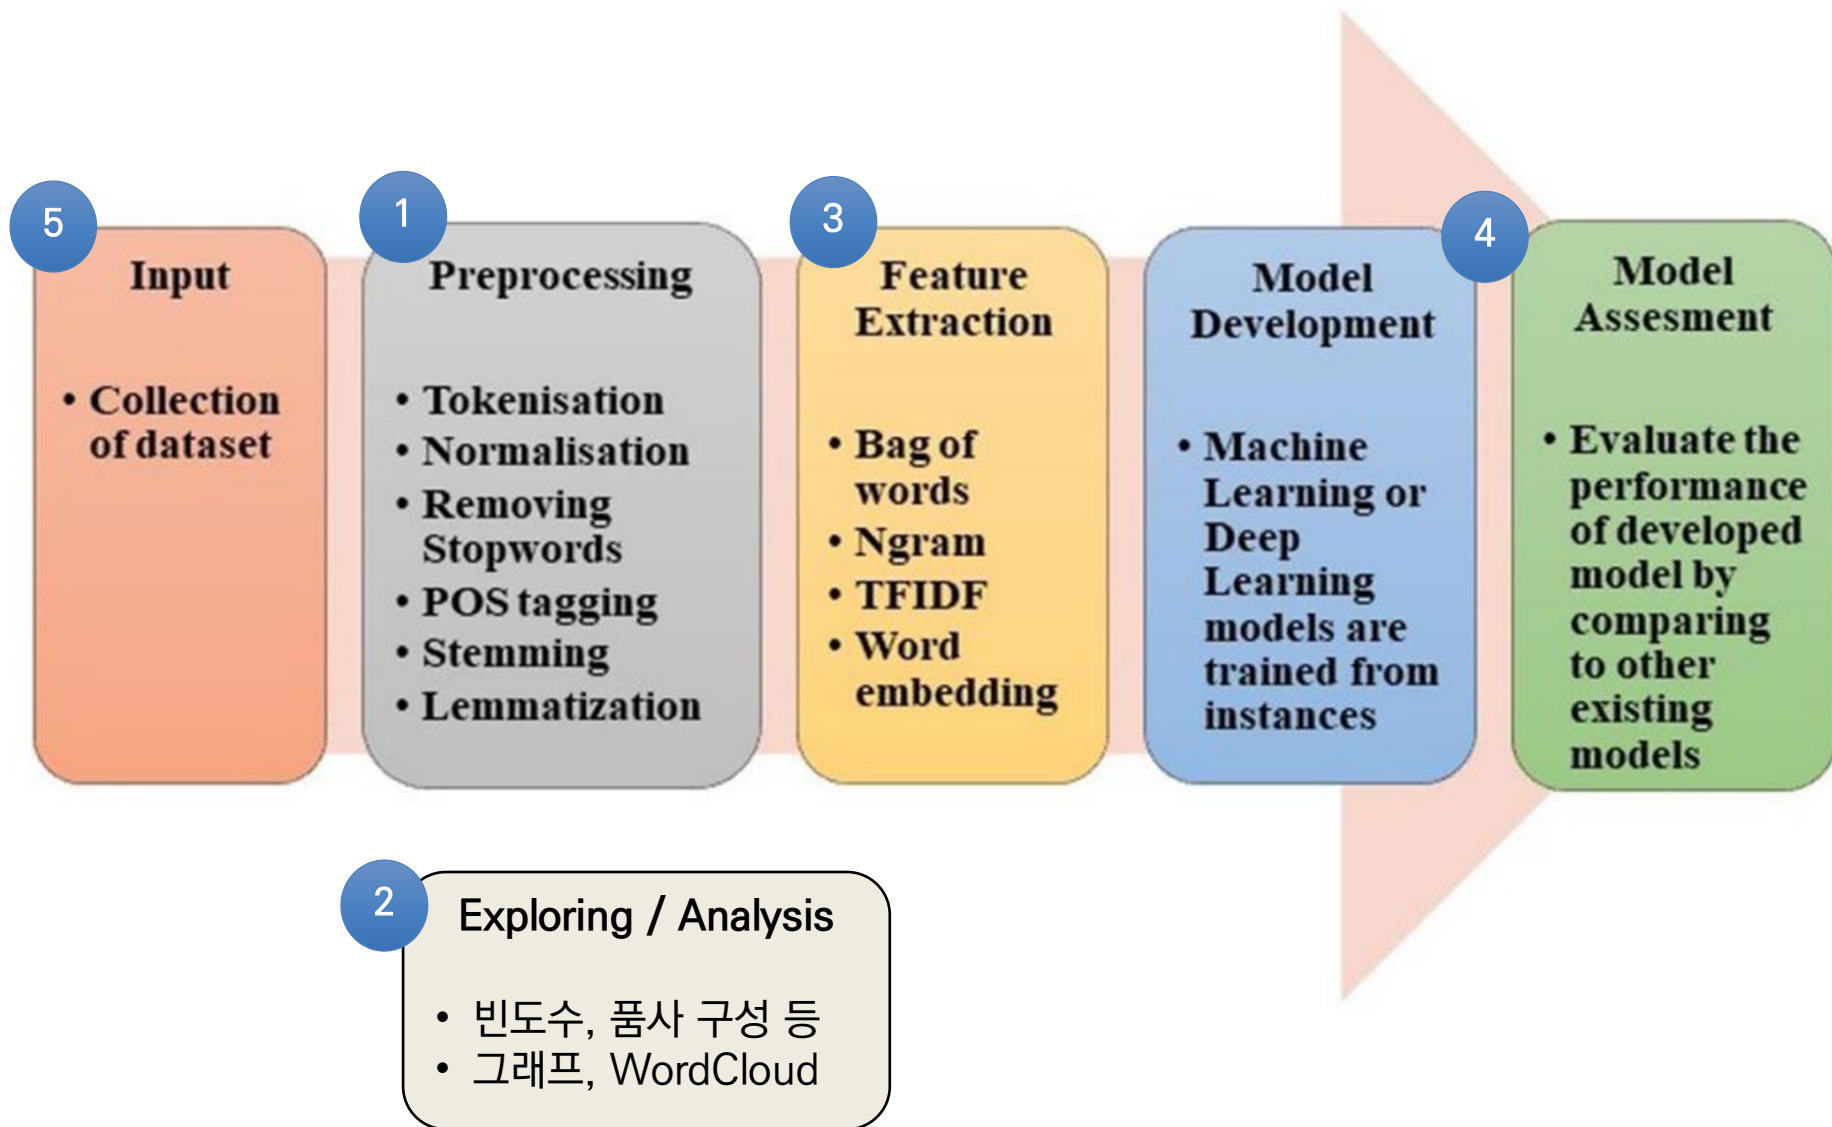 5
Input
• Collection
of dataset
1
Preprocessing
• Tokenisation
• Normalisation
• Removing
Stopwords
• POS tagging
• Stemming
• Lemmatization
3
Feature
Extraction
• Bag of
words
• Ngram
• TFIDF
• Word
embedding
Model
Development
• Machine
Learning or
Deep
Learning
models are
trained from
instances
4
Model
Assesment
• Evaluate the
performance
of developed
model by
comparing
to other
existing
models
2
Exploring / Analysis
• 빈도수, 품사 구성 등
• 그래프, WordCloud